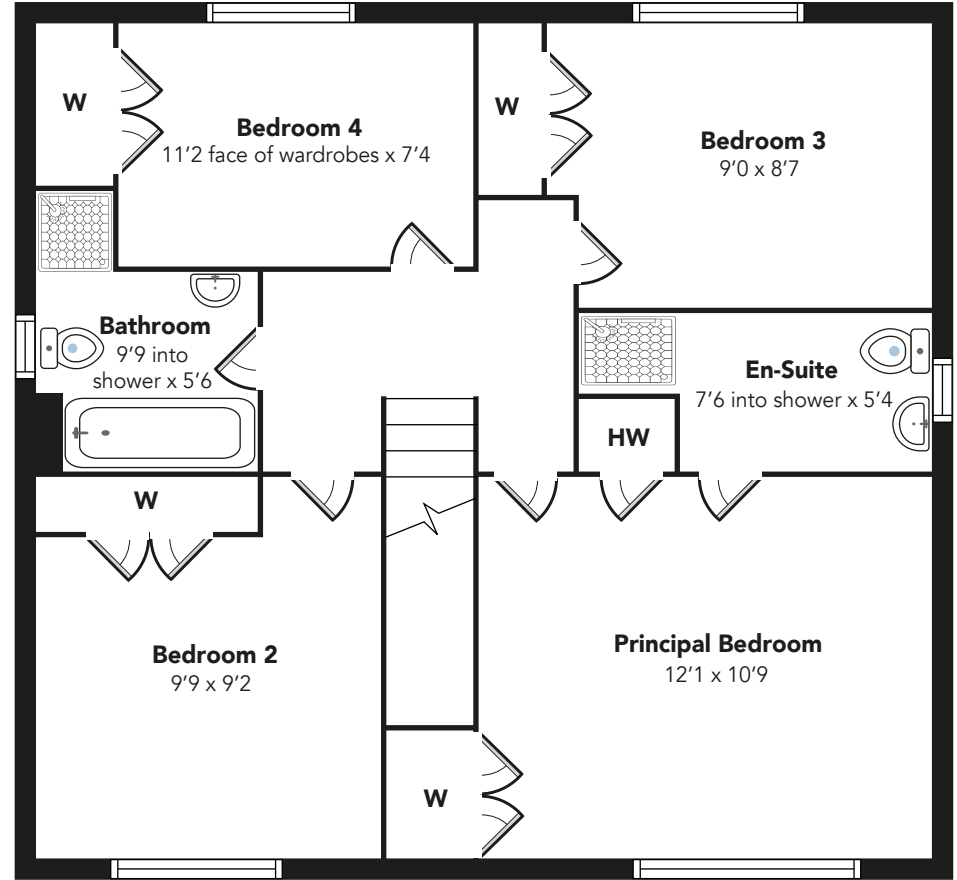 W
Bedroom 4
11’2 face of wardrobes x 7’4
W
Bedroom 3
9’0 x 8’7
Bathroom
9’9 into
shower x 5’6
En-Suite
7’6 into shower x 5’4
HW
W
Bedroom 2
9’9 x 9’2
Principal Bedroom
12’1 x 10’9
W